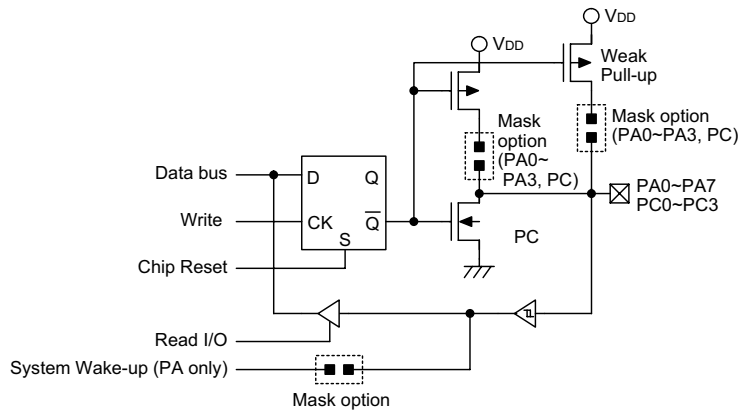 VDD
VDD
Weak
Pull-up
Mask
option
(PA0~
PA3, PC)
Mask option
(PA0~PA3, PC)
Data bus
D
Q
Write
CK
Q
S
Chip Reset
PC
PA0~PA7
PC0~PC3
Read I/O
System Wake-up (PA only)
Mask option